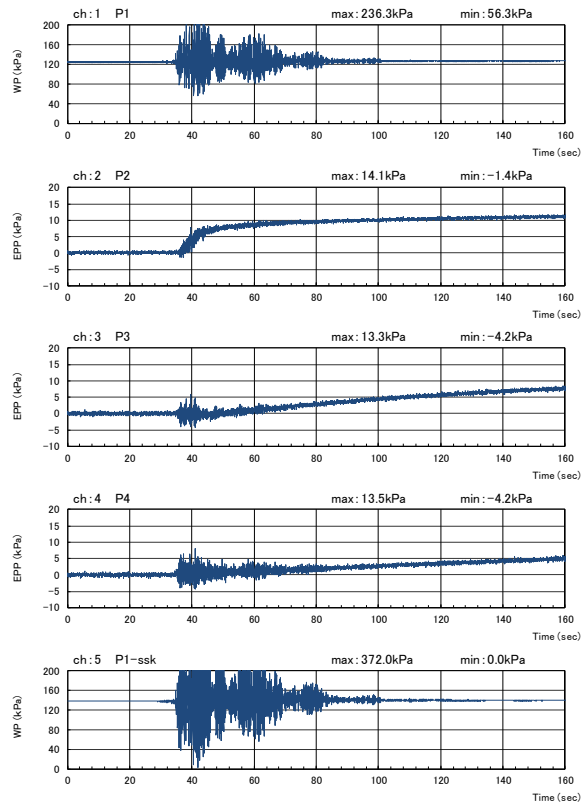 ch:1 P1 max:236.3kPa min:56.3kPa
WP (kPa)
200
160
120
80
40
0
0 20 40 60 80 100 120 140 160
Time (sec)
ch:2 P2 max:14.1kPa min:-1.4kPa
EPP (kPa)
20
15
10
5
0
-5
-10
0 20 40 60 80 100 120 140 160
Time (sec)
ch:3 P3 max:13.3kPa min:-4.2kPa
EPP (kPa)
20
15
10
5
0
-5
-10
0 20 40 60 80 100 120 140 160
Time (sec)
ch:4 P4 max:13.5kPa min:-4.2kPa
EPP (kPa)
20
15
10
5
0
-5
-10
0 20 40 60 80 100 120 140 160
Time (sec)
ch:5 P1-ssk max:372.0kPa min:0.0kPa
WP (kPa)
200
160
120
80
40
0
0 20 40 60 80 100 120 140 160
Time (sec)